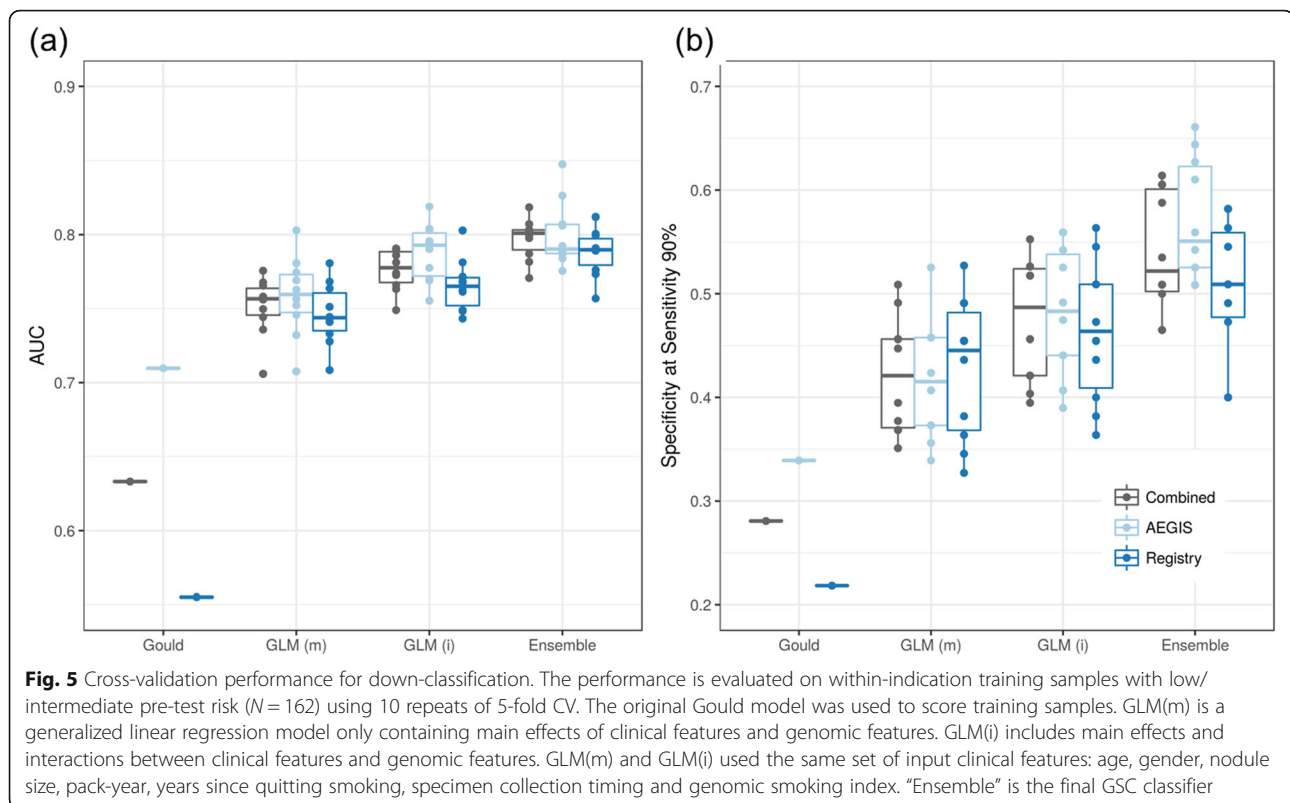 (a)
0.9
0.8
0.7
0.6
AUC
Gould
GLM (m)
GLM (i)
Ensemble
(b)
0.7
0.6
0.5
0.4
0.3
0.2
Specificity at Sensitivity 90%
Combined
AEGIS
Registry
Gould
GLM (m)
GLM (i)
Ensemble
Fig. 5 Cross-validation performance for down-classification. The performance is evaluated on within-indication training samples with low/
intermediate pre-test risk (N = 162) using 10 repeats of 5-fold CV. The original Gould model was used to score training samples. GLM(m) is a
generalized linear regression model only containing main effects of clinical features and genomic features. GLM(i) includes main effects and
interactions between clinical features and genomic features. GLM(m) and GLM(i) used the same set of input clinical features: age, gender, nodule
size, pack-year, years since quitting smoking, specimen collection timing and genomic smoking index. “Ensemble” is the final GSC classifier